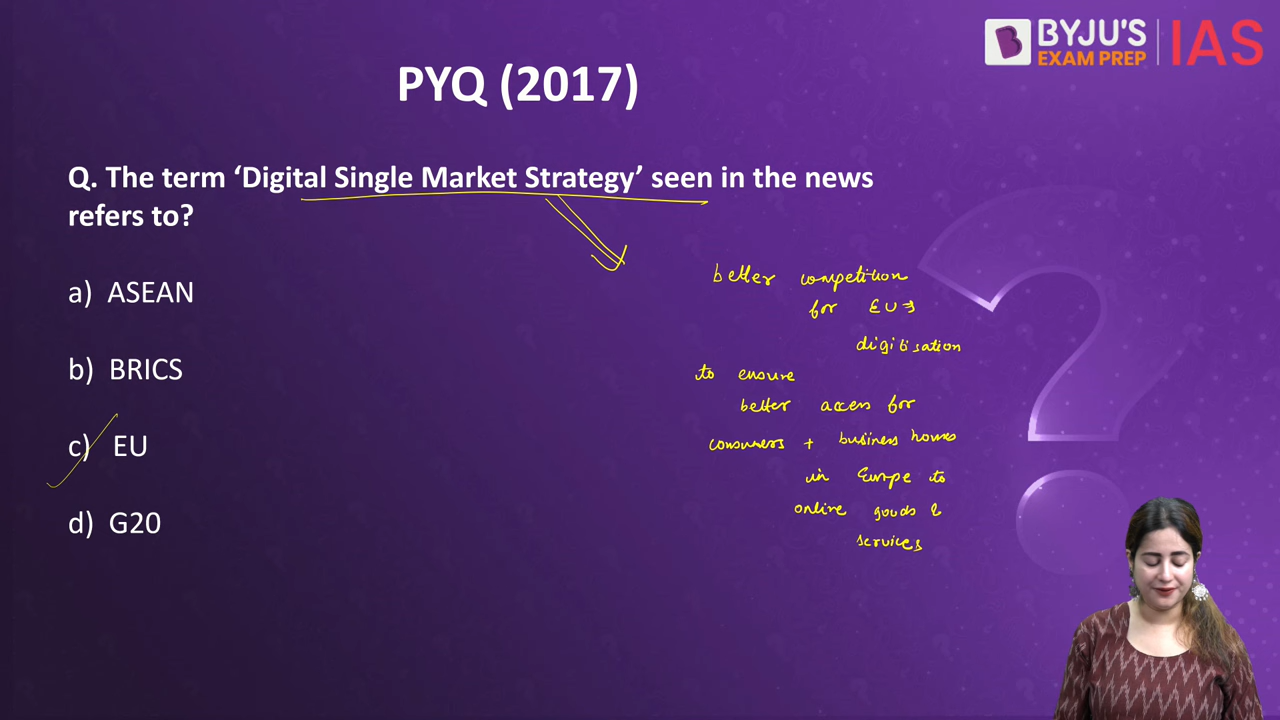 BYJU'S
EXAM PREP
IAS
PYQ (2017)
Q. The term ‘Digital Single Market Strategy’ seen in the news
refers to?
a) ASEAN
b) BRICS
c) EU
d) G20
better competition
for EU⇒
digitisation
to ensure
better access for
consumers + business homes
in Europe to
online goods &
services